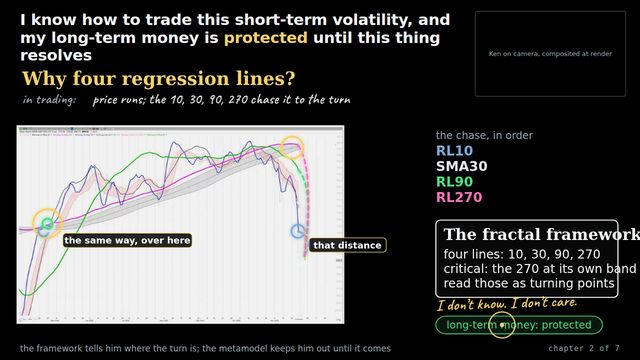 I know how to trade this short-term volatility, and
my long-term money is protected until this thing
resolves
Ken on camera, composited at render
Why four regression lines?
in trading: price runs; the 10, 30, 90, 270 chase it to the turn
the chase, in order
RL10
SMA30
RL90
RL270
the same way, over here
that distance
The fractal framework
four lines: 10, 30, 90, 270
critical: the 270 at its own band
read those as turning points
I don't know. I don't care.
long-term money: protected
the framework tells him where the turn is; the metamodel keeps him out until it comes
chapter 2 of 7